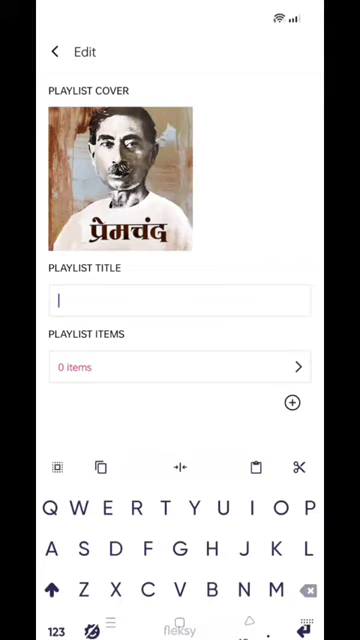 Edit
PLAYLIST COVER
प्रेमचंद
PLAYLIST TITLE
PLAYLIST ITEMS
0 items
Q W E R T Y U I O P
A S D F G H J K L
Z X C V B N M
123
fleksy